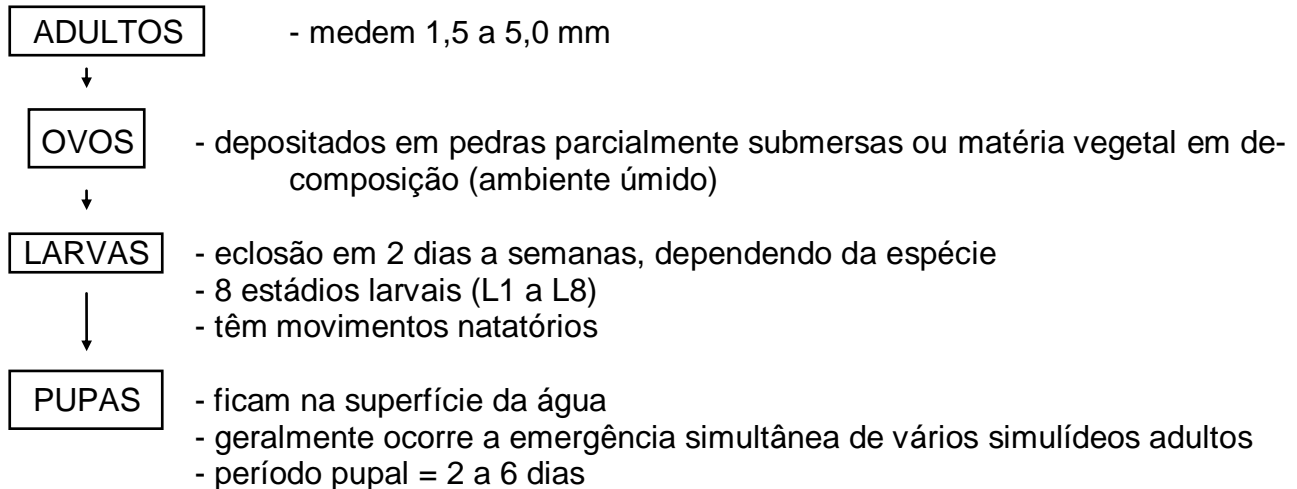 ADULTOS - medem 1,5 a 5,0 mm
OVOS - depositados em pedras parcialmente submersas ou matéria vegetal em de-
composição (ambiente úmido)
LARVAS - eclosão em 2 dias a semanas, dependendo da espécie
- 8 estádios larvais (L1 a L8)
- têm movimentos natatórios
PUPAS - ficam na superfície da água
- geralmente ocorre a emergência simultânea de vários simulídeos adultos
- período pupal = 2 a 6 dias